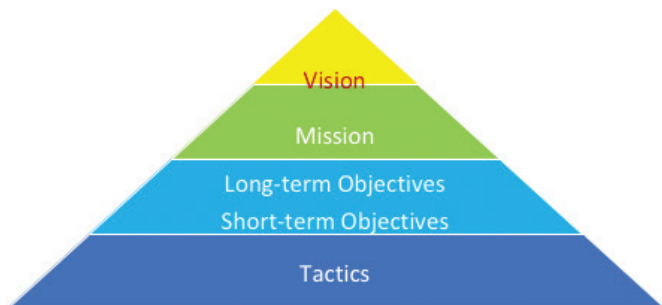 Vision
Mission
Long-term Objectives
Short-term Objectives
Tactics